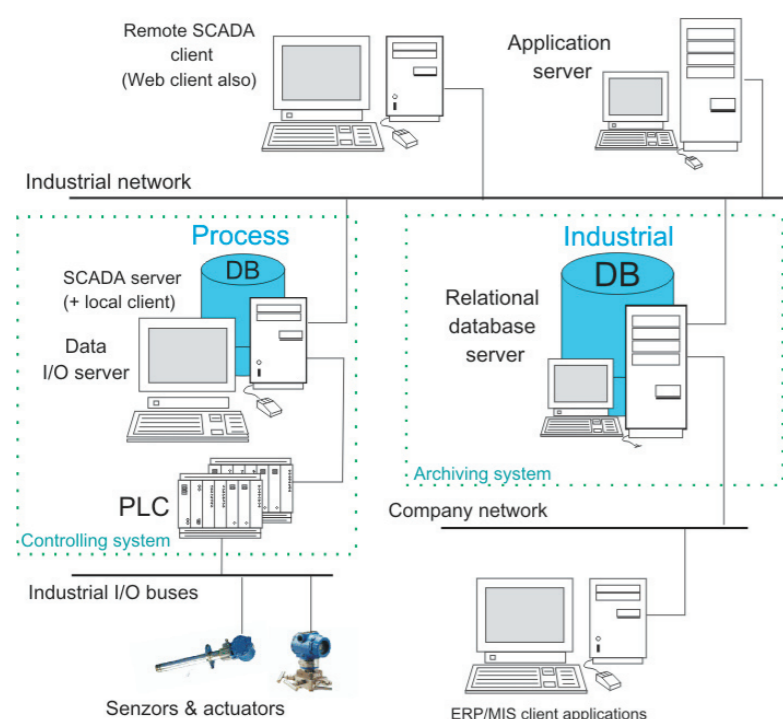 Remote SCADA
client
(Web client also)
Application
server
Industrial network
Process
DB
SCADA server
(+ local client)
Data
I/O server
PLC
Controlling system
Industrial
DB
Relational
database
server
Archiving system
Company network
Industrial I/O buses
Senzors & actuators
ERP/MIS client applications